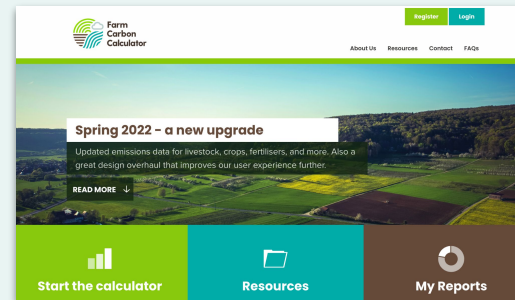 Farm
Carbon
Calculator
Register
Login
About Us
Resources
Contact
FAQs
Spring 2022 - a new upgrade
Updated emissions data for livestock, crops, fertilisers, and more. Also a
great design overhaul that improves our user experience further.
READ MORE
Start the calculator
Resources
My Reports